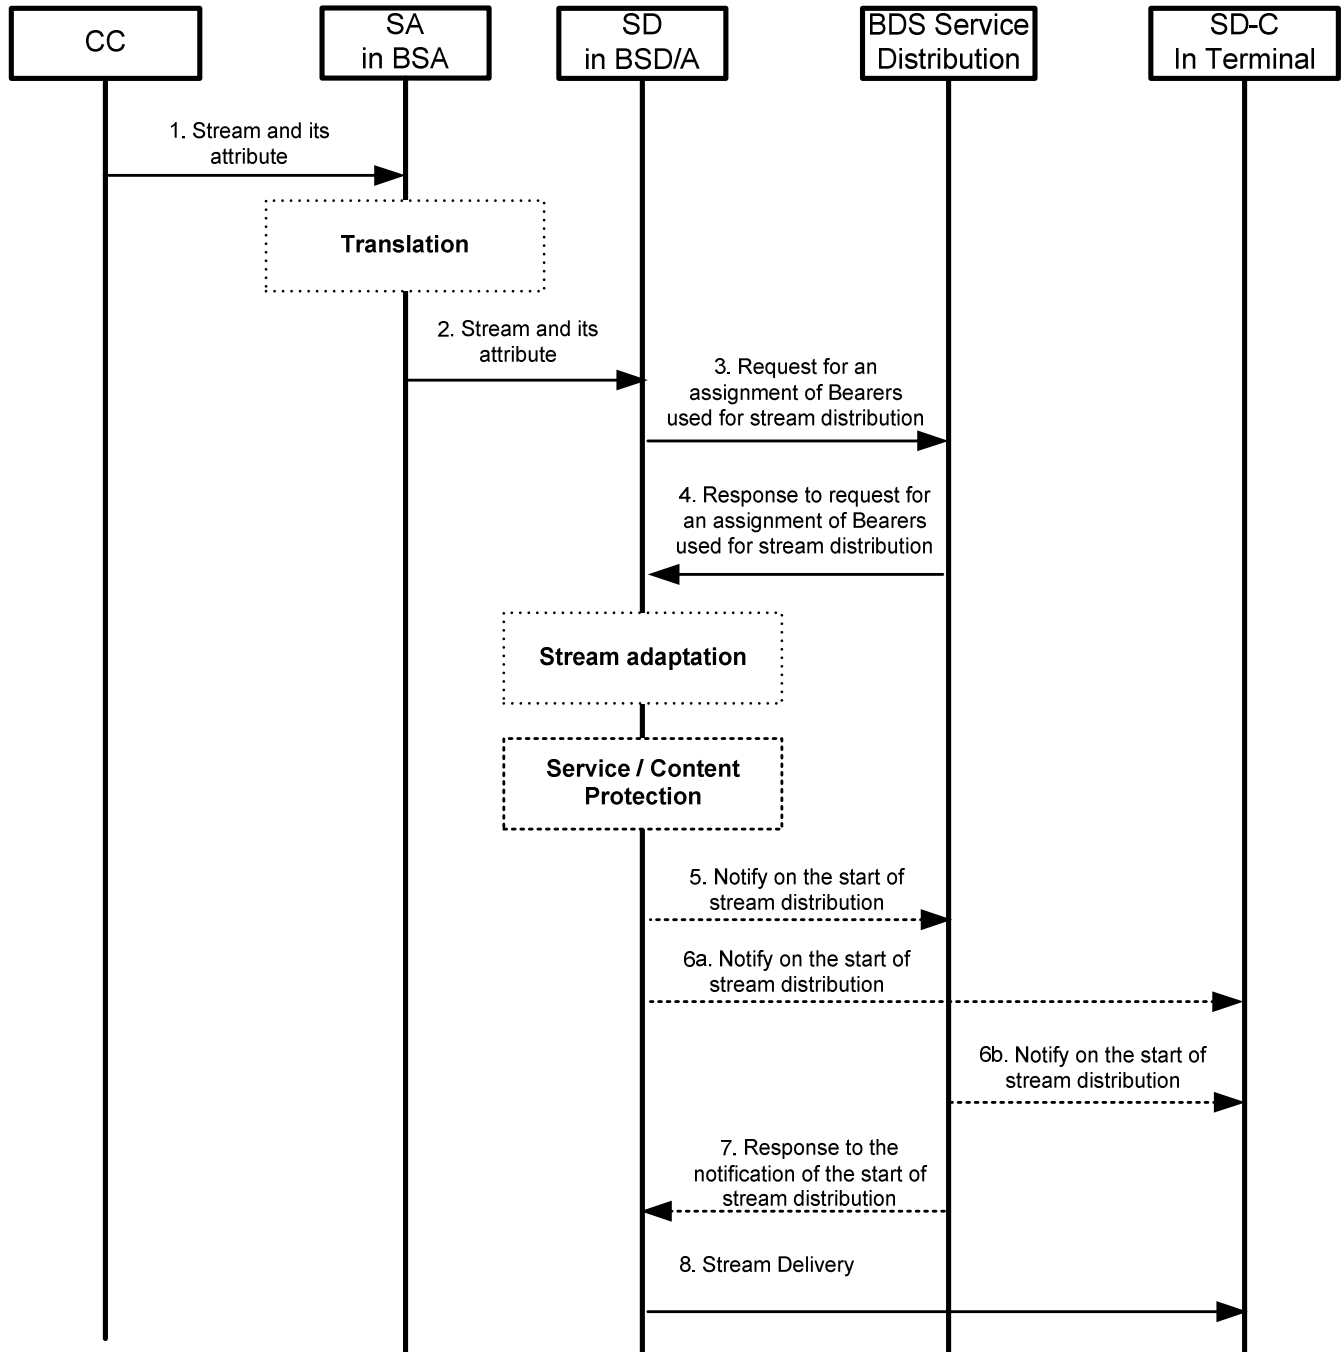 CC
SA
in BSA
SD
in BSD/A
BDS Service
Distribution
SD-C
In Terminal
1. Stream and its
attribute
Translation
2. Stream and its
attribute
3. Request for an
assignment of Bearers
used for stream distribution
4. Response to request for
an assignment of Bearers
used for stream distribution
Stream adaptation
Service / Content
Protection
5. Notify on the start of
stream distribution
6a. Notify on the start of
stream distribution
6b. Notify on the start of
stream distribution
7. Response to the
notification of the start of
stream distribution
8. Stream Delivery